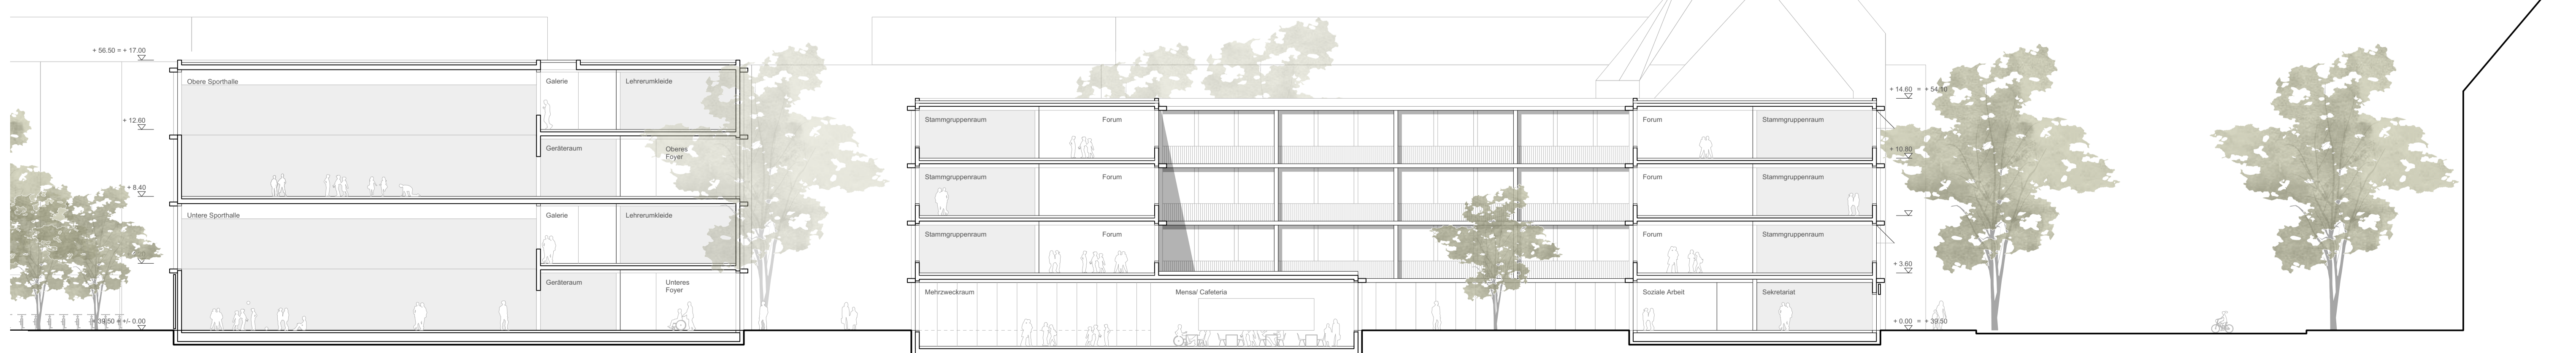 + 56.50 = + 17.00
Obere Sporthalle
Galerie
Lehrerumkleide
+ 12.60
Geräteraum
Oberes
Foyer
+ 8.40
Untere Sporthalle
Galerie
Lehrerumkleide
Geräteraum
Unteres
Foyer
+ 39.50 = +/- 0.00
Stammgruppenraum
Forum
Stammgruppenraum
Forum
Stammgruppenraum
Forum
Mehrzweckraum
Mensa/ Cafeteria
Forum
Stammgruppenraum
Forum
Stammgruppenraum
Forum
Stammgruppenraum
Soziale Arbeit
Sekretariat
+ 14.60 = + 54.10
+ 10.80
+ 3.60
+ 0.00 = + 39.50